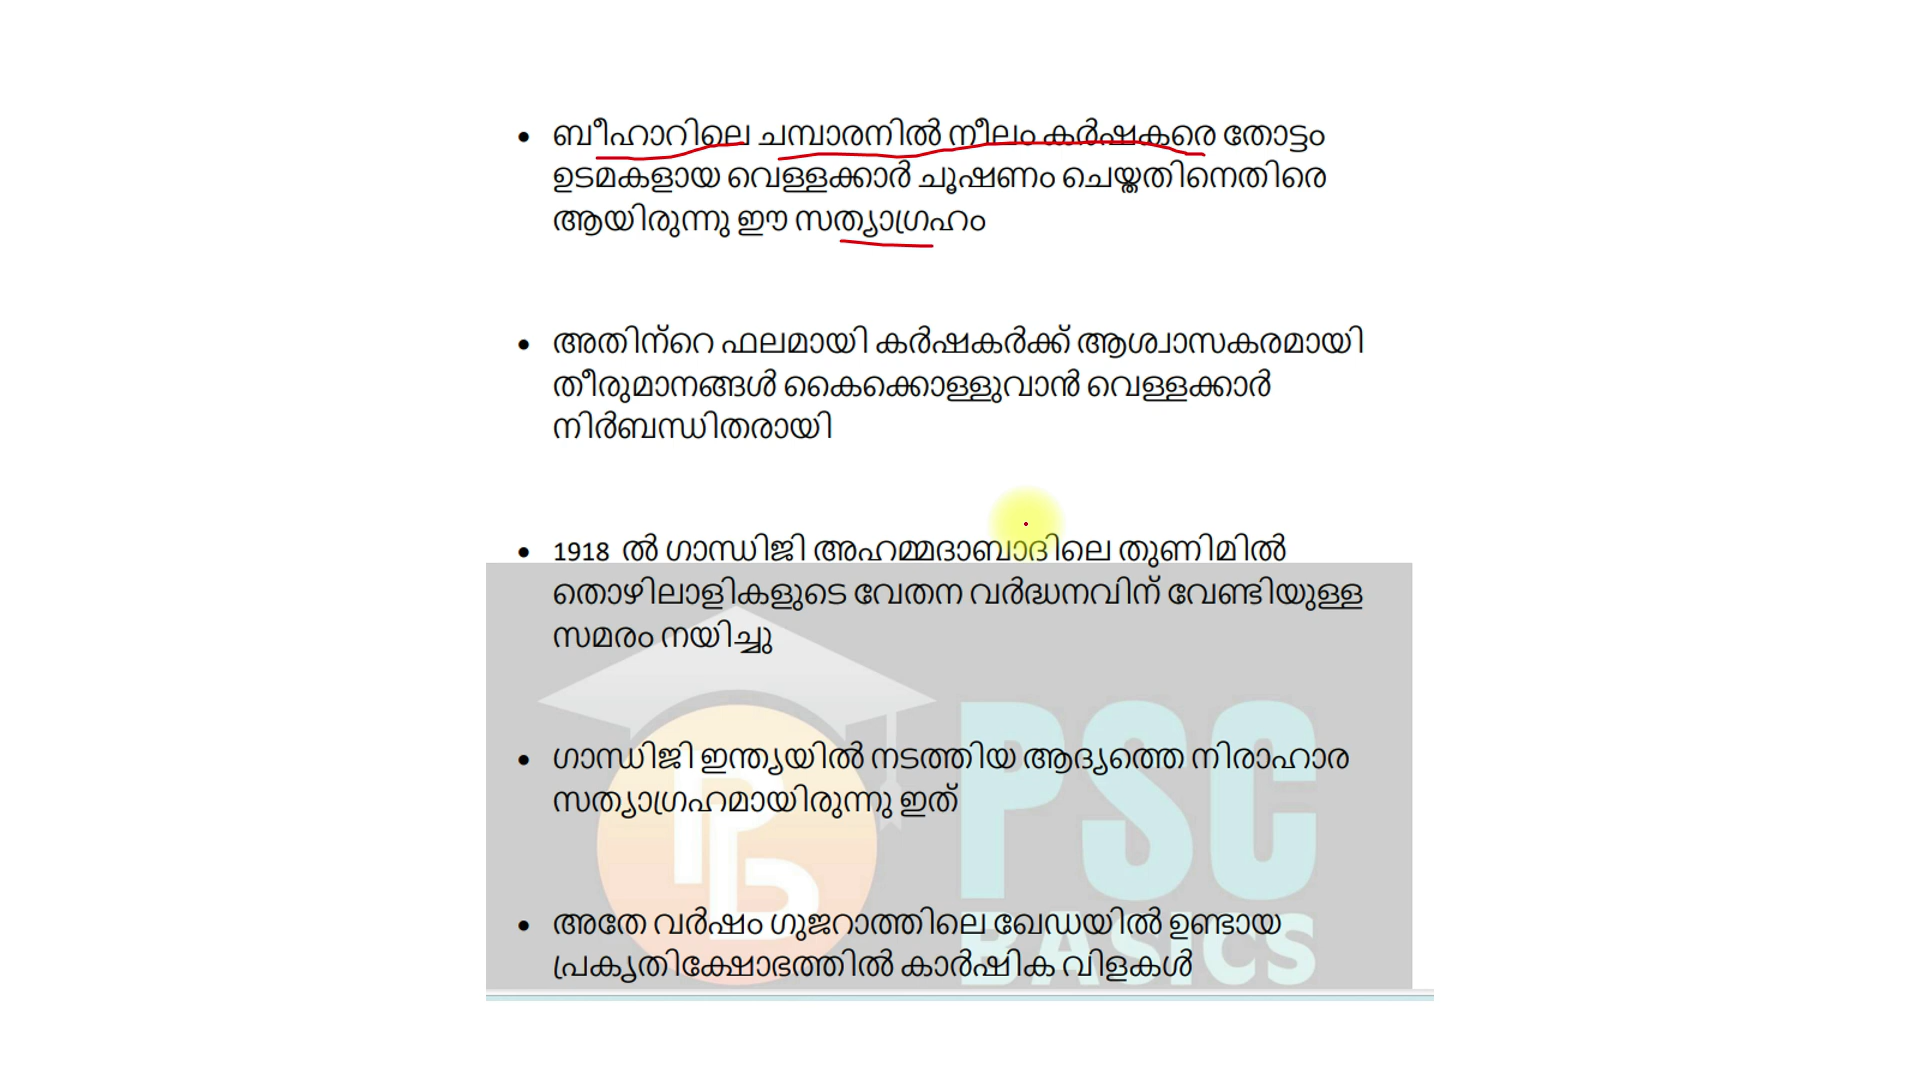 • ബീഹാറിലെ ചമ്പാരനിൽ നീലം കർഷകരെ തോട്ടം
ഉടമകളായ വെള്ളക്കാർ ചൂഷണം ചെയ്തതിനെതിരെ
ആയിരുന്നു ഈ സത്യാഗ്രഹം
• അതിന്റെ ഫലമായി കർഷകർക്ക് ആശ്വാസകരമായി
തീരുമാനങ്ങൾ കൈക്കൊള്ളുവാൻ വെള്ളക്കാർ
നിർബന്ധിതരായി
• 1918 ൽ ഗാന്ധിജി അഹമ്മദാബാദിലെ തുണിമിൽ
തൊഴിലാളികളുടെ വേതന വർദ്ധനവിന് വേണ്ടിയുള്ള
സമരം നയിച്ചു
• ഗാന്ധിജി ഇന്ത്യയിൽ നടത്തിയ ആദ്യത്തെ നിരാഹാര
സത്യാഗ്രഹമായിരുന്നു ഇത്
• അതേ വർഷം ഗുജറാത്തിലെ ഖേഡയിൽ ഉണ്ടായ
പ്രകൃതിക്ഷോഭത്തിൽ കാർഷിക വിളകൾ
PSC
BASICS